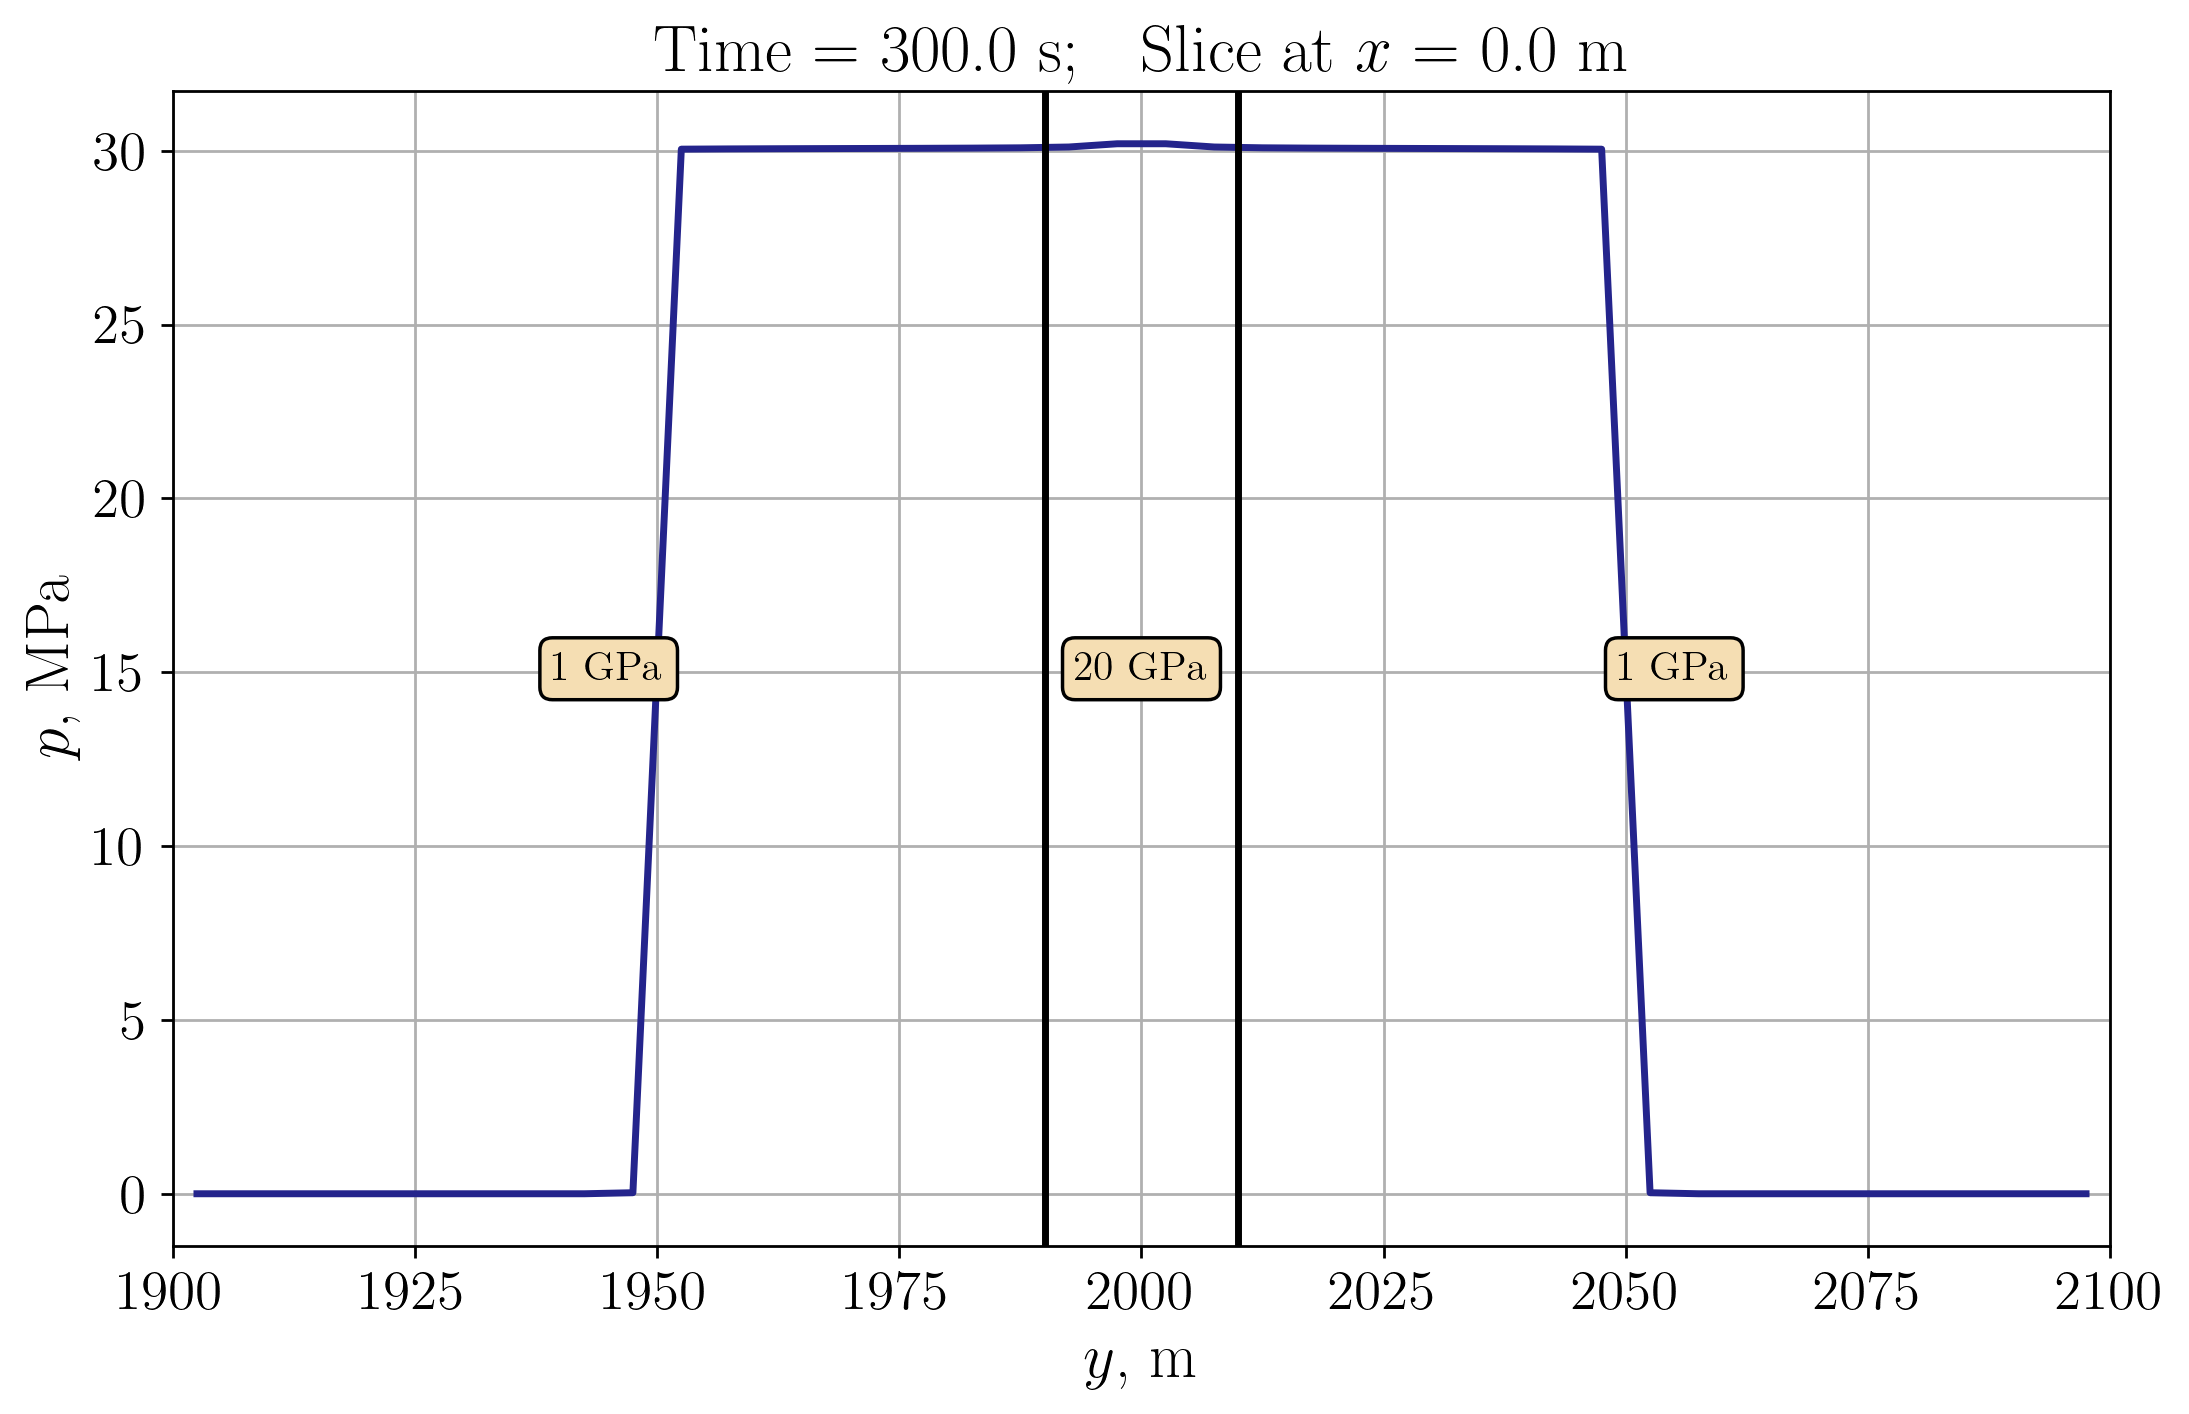 Time = 300.0 s; Slice at x = 0.0 m
30
25
20
15
10
5
0
p, MPa
1 GPa
20 GPa
1 GPa
1900 1925 1950 1975 2000 2025 2050 2075 2100
y, m